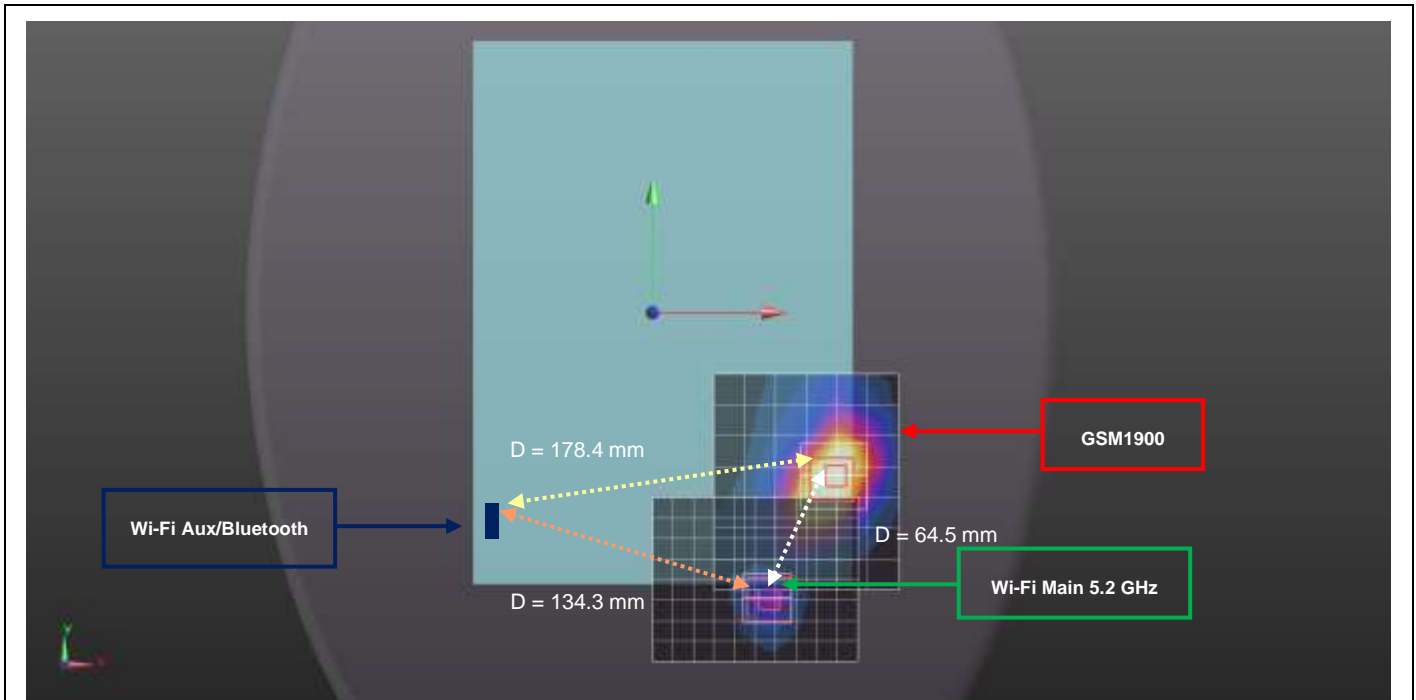 GSM1900
D = 178.4 mm
Wi-Fi Aux/Bluetooth
D = 64.5 mm
Wi-Fi Main 5.2 GHz
D = 134.3 mm